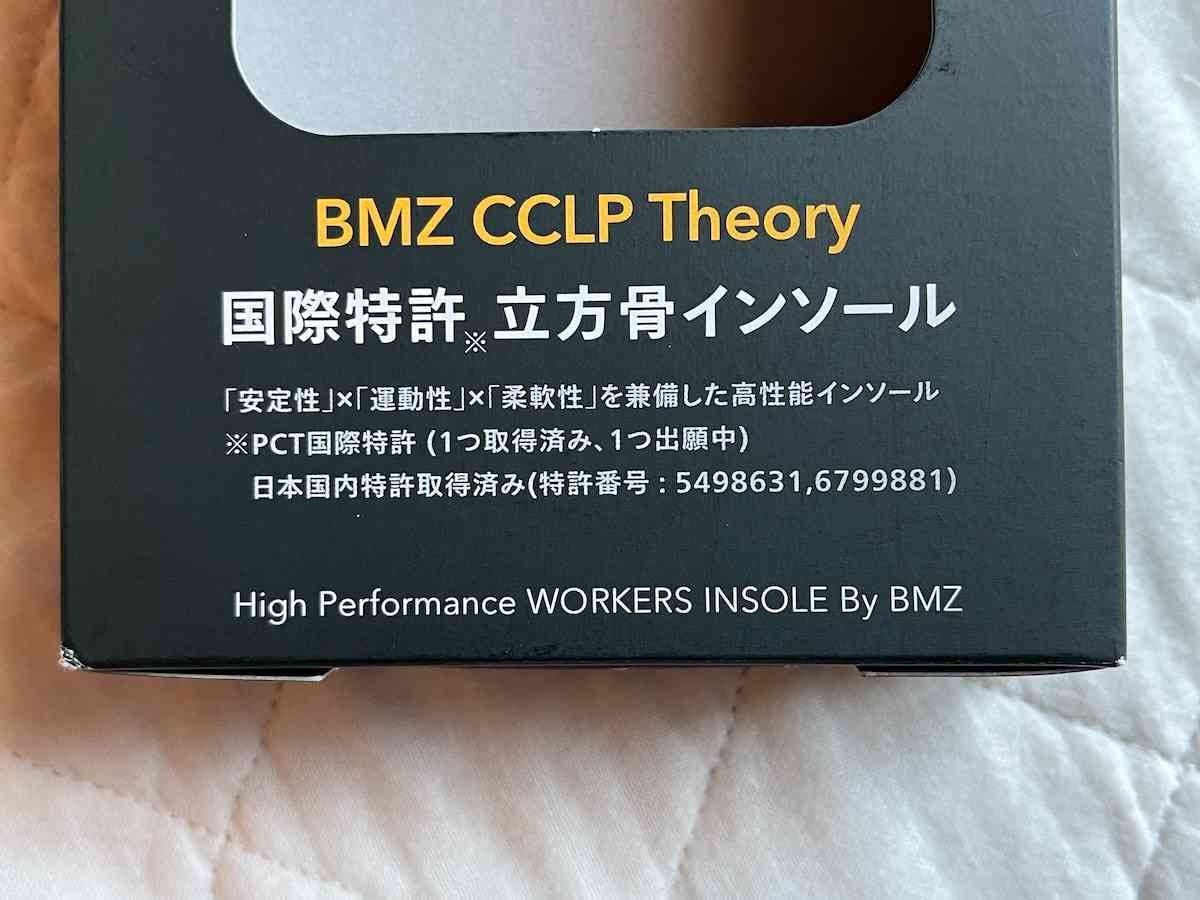 BMZ CCLP Theory
国際特許※立方骨インソール
「安定性」×「運動性」×「柔軟性」を兼備した高性能インソール
※PCT国際特許 (1つ取得済み、1つ出願中)
日本国内特許取得済み(特許番号 : 5498631,6799881)
High Performance WORKERS INSOLE By BMZ